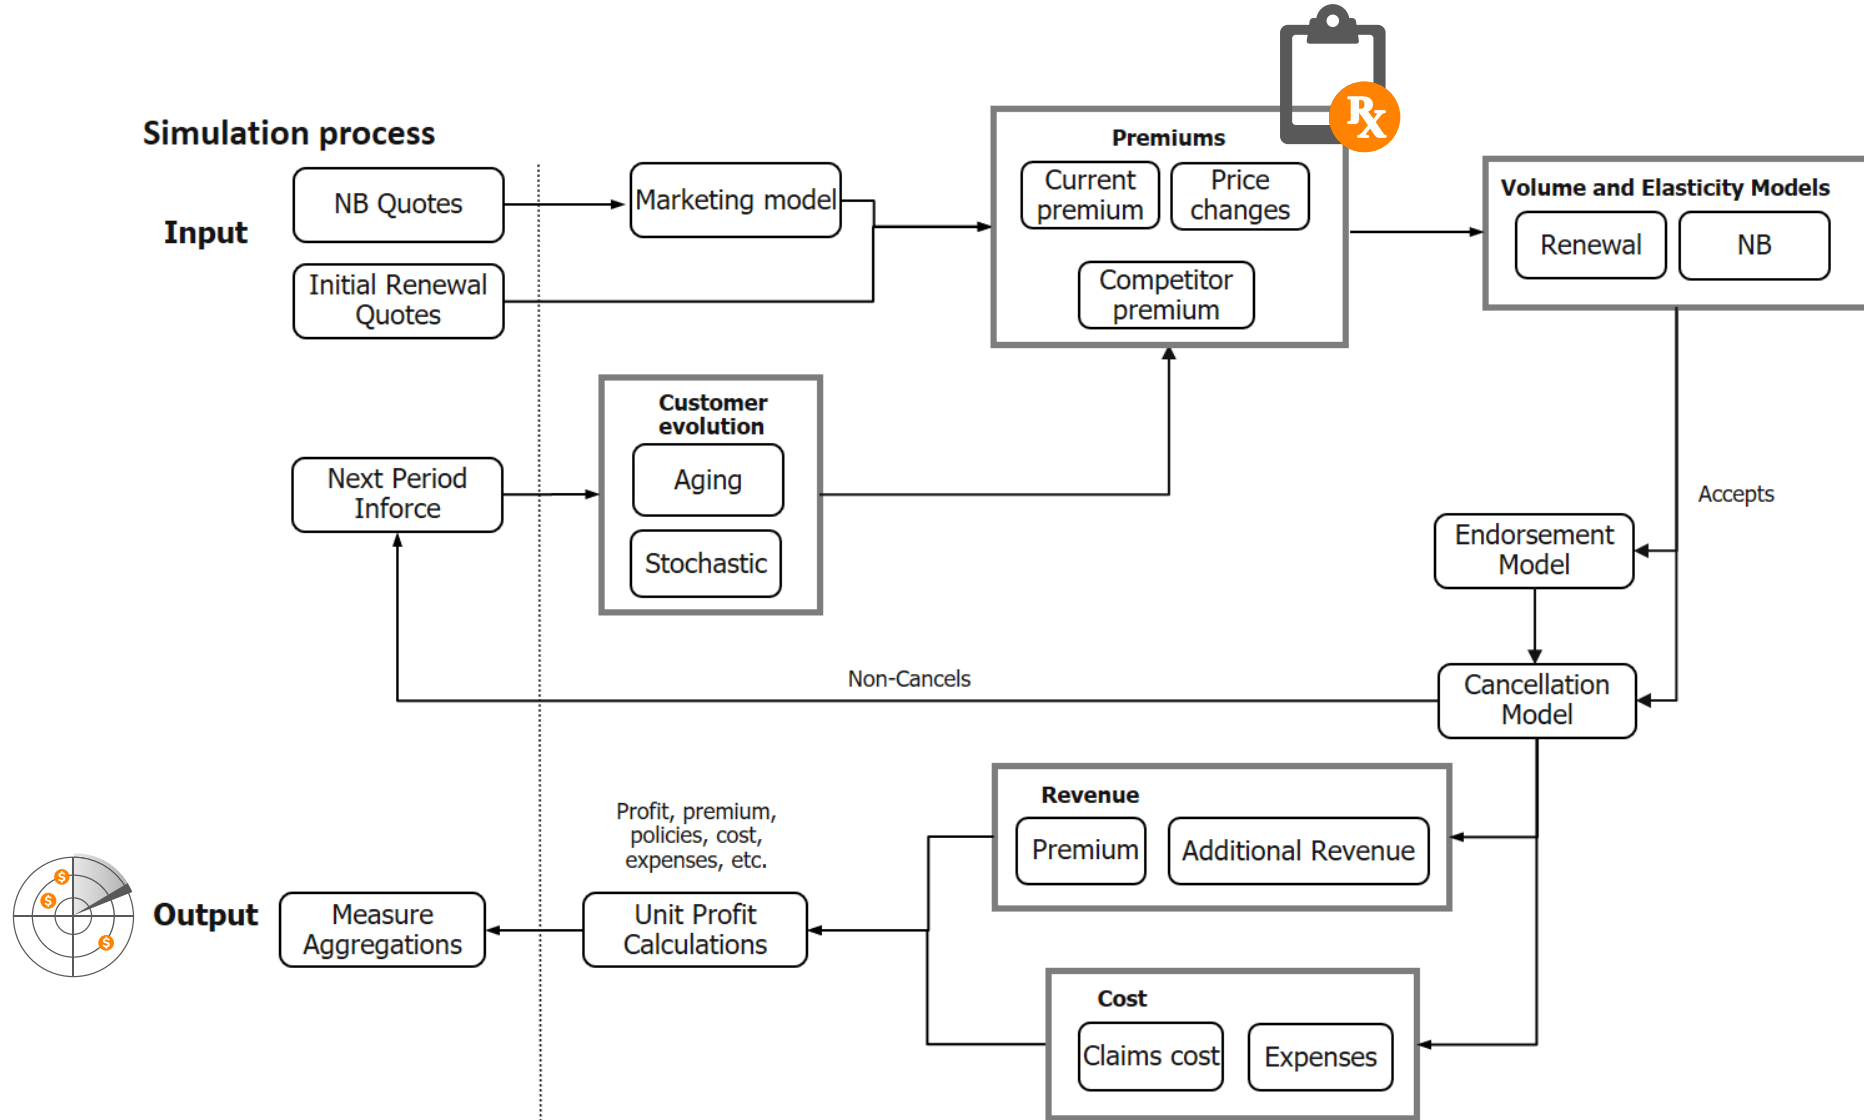 Simulation process
Input
NB Quotes
Marketing model
Initial Renewal
Quotes
Premiums
Current
premium
Price
changes
Competitor
premium
Rx
Volume and Elasticity Models
Renewal
NB
Customer
evolution
Aging
Stochastic
Next Period
Inforce
Accepts
Endorsement
Model
Non-Cancels
Cancellation
Model
Revenue
Premium
Additional Revenue
Profit, premium,
policies, cost,
expenses, etc.
$
$
$
Output
Measure
Aggregations
Unit Profit
Calculations
Cost
Claims cost
Expenses